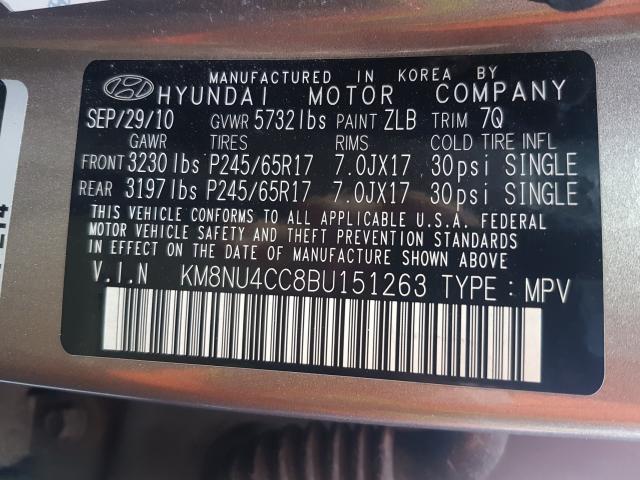 MANUFACTURED IN KOREA BY
HYUNDAI MOTOR COMPANY
SEP/29/10 GVWR 5732lbs PAINT ZLB TRIM 7Q
GAWR TIRES RIMS COLD TIRE INFL
FRONT 3230lbs P245/65R17 7.0JX17 30psi SINGLE
REAR 3197lbs P245/65R17 7.0JX17 30psi SINGLE
THIS VEHICLE CONFORMS TO ALL APPLICABLE U.S.A. FEDERAL
MOTOR VEHICLE SAFETY AND THEFT PREVENTION STANDARDS
IN EFFECT ON THE DATE OF MANUFACTURE SHOWN ABOVE
V.I.N KM8NU4CC8BU151263 TYPE : MPV